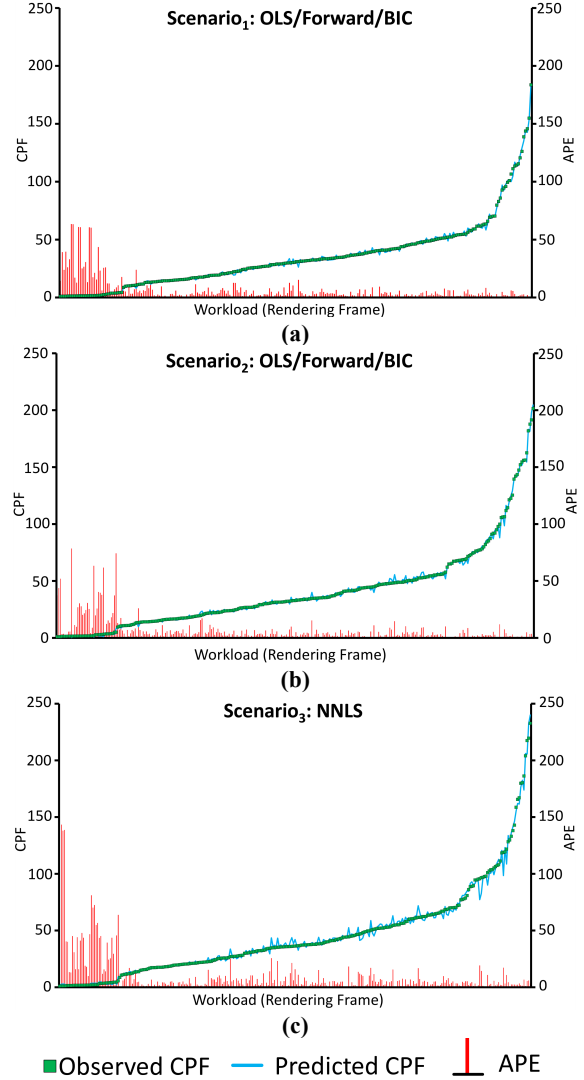 Scenario1: OLS/Forward/BIC
250 250
200 200
150 150
100 100
50 50
0 0
CPF
APE
Workload (Rendering Frame)
(a)
Scenario2: OLS/Forward/BIC
250 250
200 200
150 150
100 100
50 50
0 0
CPF
APE
Workload (Rendering Frame)
(b)
Scenario3: NNLS
250 250
200 200
150 150
100 100
50 50
0 0
CPF
APE
Workload (Rendering Frame)
(c)
Observed CPF Predicted CPF APE